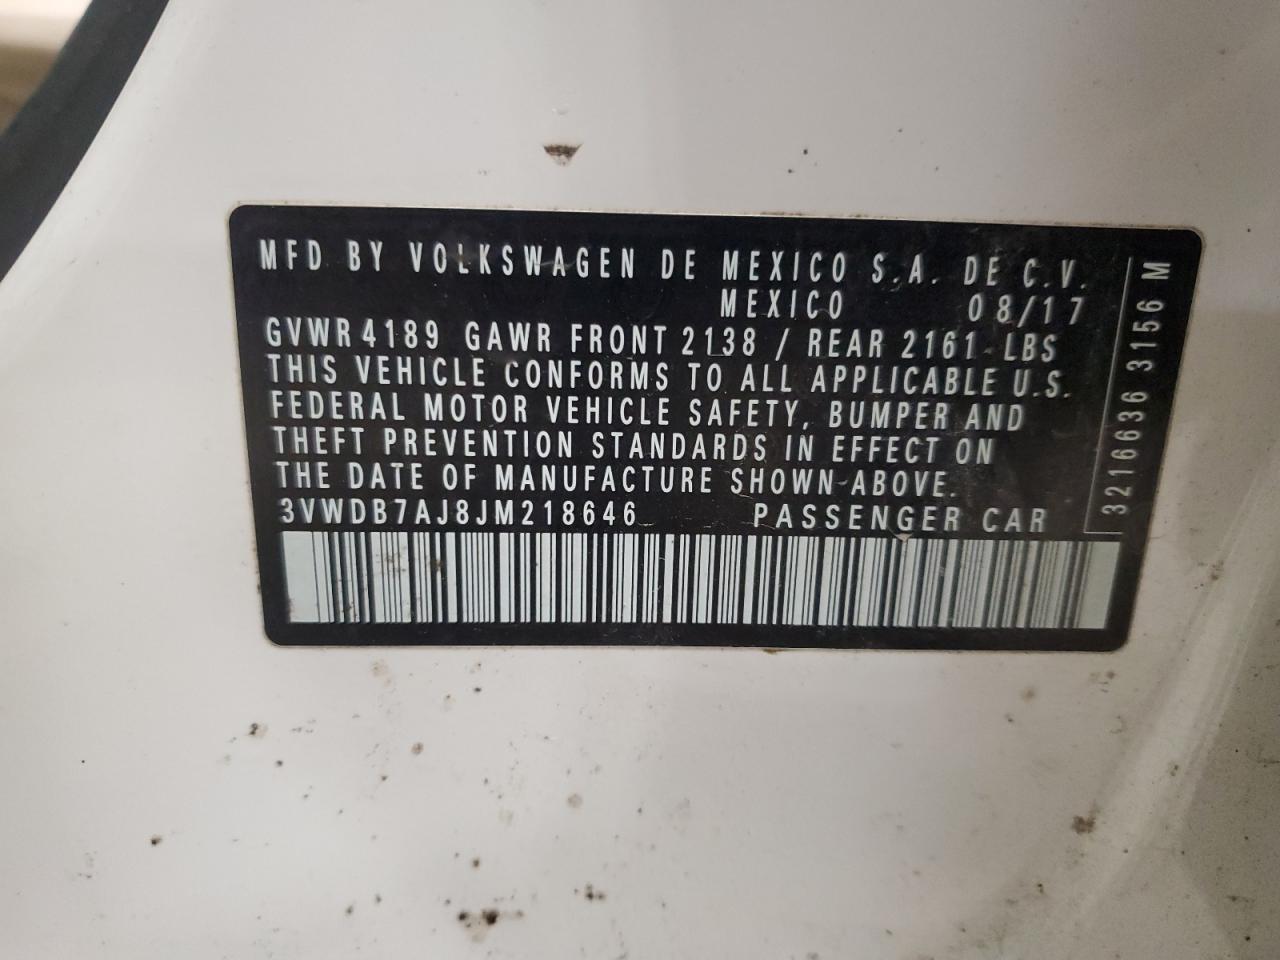 MFD BY VOLKSWAGEN DE MEXICO S.A. DE C.V.
MEXICO 08/17
GVWR 4189 GAWR FRONT 2138 / REAR 2161 LBS
THIS VEHICLE CONFORMS TO ALL APPLICABLE U.S.
FEDERAL MOTOR VEHICLE SAFETY, BUMPER AND
THEFT PREVENTION STANDARDS IN EFFECT ON
THE DATE OF MANUFACTURE SHOWN ABOVE.
3VWDB7AJ8JM218646 PASSENGER CAR
3216636 3156 M